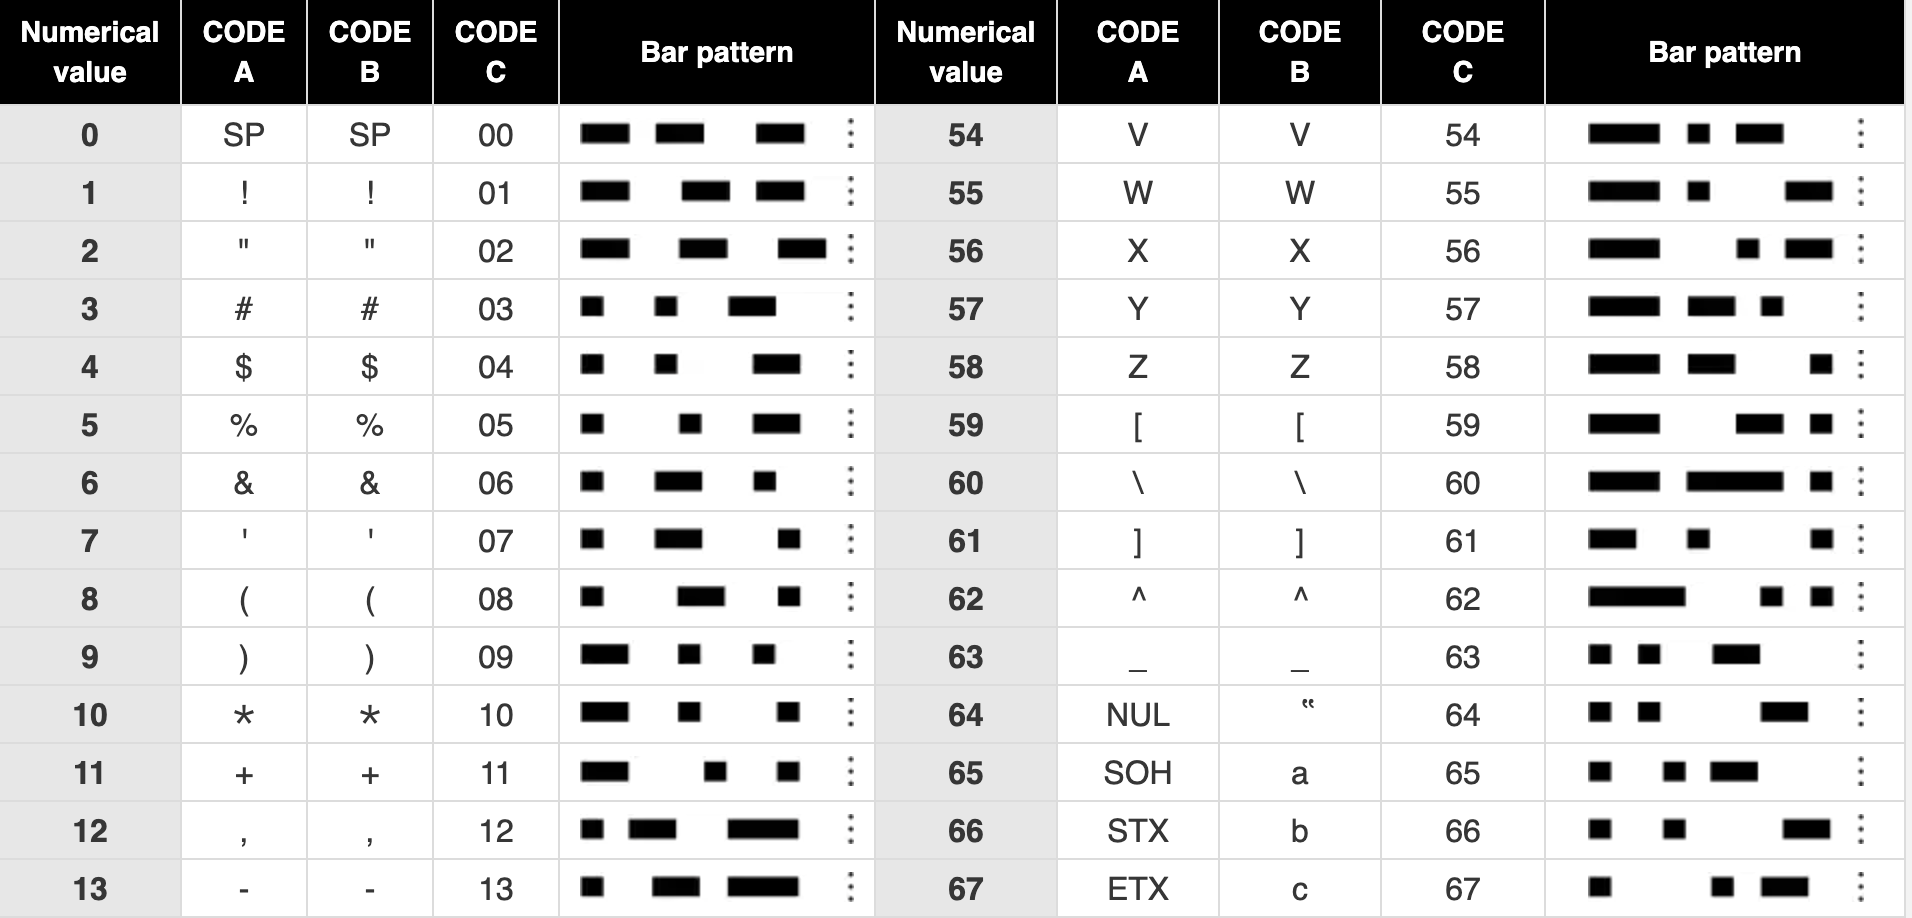 Numerical value CODE A CODE B CODE C Bar pattern Numerical value CODE A CODE B CODE C Bar pattern
0 SP SP 00 54 V V 54
1 ! ! 01 55 W W 55
2 " " 02 56 X X 56
3 # # 03 57 Y Y 57
4 $ $ 04 58 Z Z 58
5 % % 05 59 [ [ 59
6 & & 06 60 \ \ 60
7 ' ' 07 61 ] ] 61
8 ( ( 08 62 ^ ^ 62
9 ) ) 09 63 _ _ 63
10 * * 10 64 NUL ‟ 64
11 + + 11 65 SOH a 65
12 , , 12 66 STX b 66
13 - - 13 67 ETX c 67